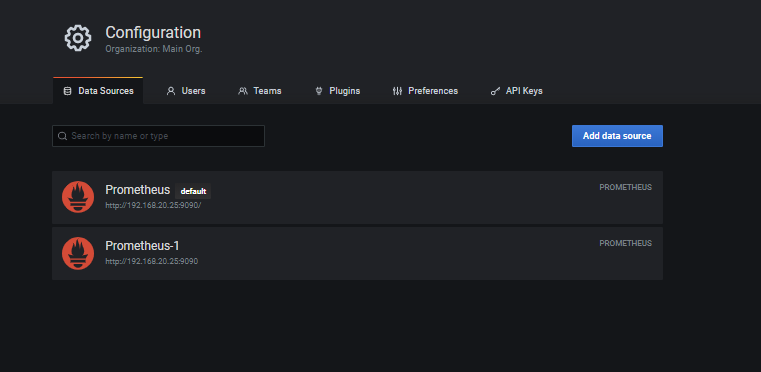 Configuration
Organization: Main Org.
Data Sources Users Teams Plugins Preferences API Keys
Search by name or type
Add data source
Prometheus default
PROMETHEUS
http://192.168.20.25:9090/
Prometheus-1
PROMETHEUS
http://192.168.20.25:9090